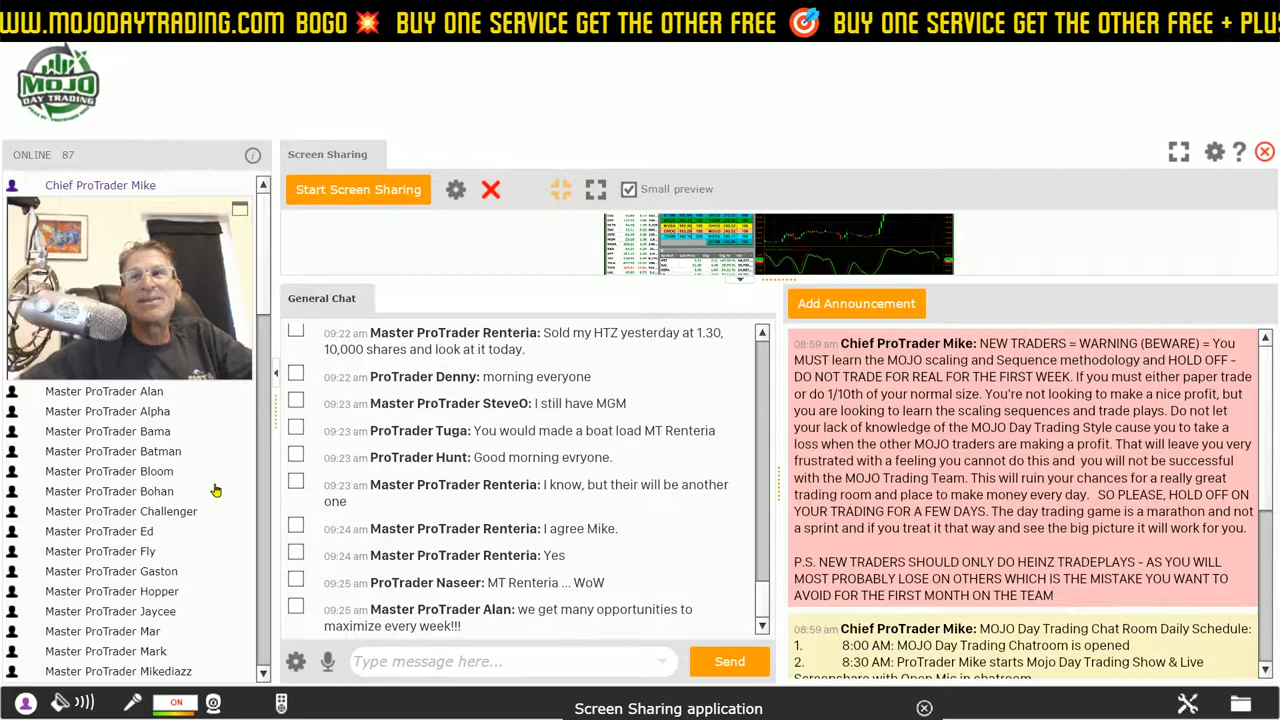 WWW.MOJODAYTRADING.COM BOGO 💥 BUY ONE SERVICE GET THE OTHER FREE 🎯 BUY ONE SERVICE GET THE OTHER FREE + PLUS
MOJO
DAY TRADING
ONLINE 87
Screen Sharing
Chief ProTrader Mike
Start Screen Sharing
Small preview
General Chat
Add Announcement
09:22 am Master ProTrader Renteria: Sold my HTZ yesterday at 1.30,
10,000 shares and look at it today.
09:22 am ProTrader Denny: morning everyone
09:23 am Master ProTrader SteveO: I still have MGM
09:23 am ProTrader Tuga: You would made a boat load MT Renteria
09:23 am ProTrader Hunt: Good morning evryone.
09:23 am Master ProTrader Renteria: I know, but their will be another
one
09:24 am Master ProTrader Renteria: I agree Mike.
09:24 am Master ProTrader Renteria: Yes
09:25 am ProTrader Naseer: MT Renteria ... WoW
09:25 am Master ProTrader Alan: we get many opportunities to
maximize every week!!!
Type message here...
Send
08:59 am Chief ProTrader Mike: NEW TRADERS = WARNING (BEWARE) = You
MUST learn the MOJO scaling and Sequence methodology and HOLD OFF -
DO NOT TRADE FOR REAL FOR THE FIRST WEEK. If you must either paper trade
or do 1/10th of your normal size. You're not looking to make a nice profit, but
you are looking to learn the scaling sequences and trade plays. Do not let
your lack of knowledge of the MOJO Day Trading Style cause you to take a
loss when the other MOJO traders are making a profit. That will leave you very
frustrated with a feeling you cannot do this and you will not be successful
with the MOJO Trading Team. This will ruin your chances for a really great
trading room and place to make money every day. SO PLEASE, HOLD OFF ON
YOUR TRADING FOR A FEW DAYS. The day trading game is a marathon and not
a sprint and if you treat it that way and see the big picture it will work for you.
P.S. NEW TRADERS SHOULD ONLY DO HEINZ TRADEPLAYS - AS YOU WILL
MOST PROBABLY LOSE ON OTHERS WHICH IS THE MISTAKE YOU WANT TO
AVOID FOR THE FIRST MONTH ON THE TEAM
08:59 am Chief ProTrader Mike: MOJO Day Trading Chat Room Daily Schedule:
1. 8:00 AM: MOJO Day Trading Chatroom is opened
2. 8:30 AM: ProTrader Mike starts Mojo Day Trading Show & Live
Screenshare with Open Mic in chatroom
Master ProTrader Alan
Master ProTrader Alpha
Master ProTrader Bama
Master ProTrader Batman
Master ProTrader Bloom
Master ProTrader Bohan
Master ProTrader Challenger
Master ProTrader Ed
Master ProTrader Fly
Master ProTrader Gaston
Master ProTrader Hopper
Master ProTrader Jaycee
Master ProTrader Mar
Master ProTrader Mark
Master ProTrader Mikediazz
ON
Screen Sharing application